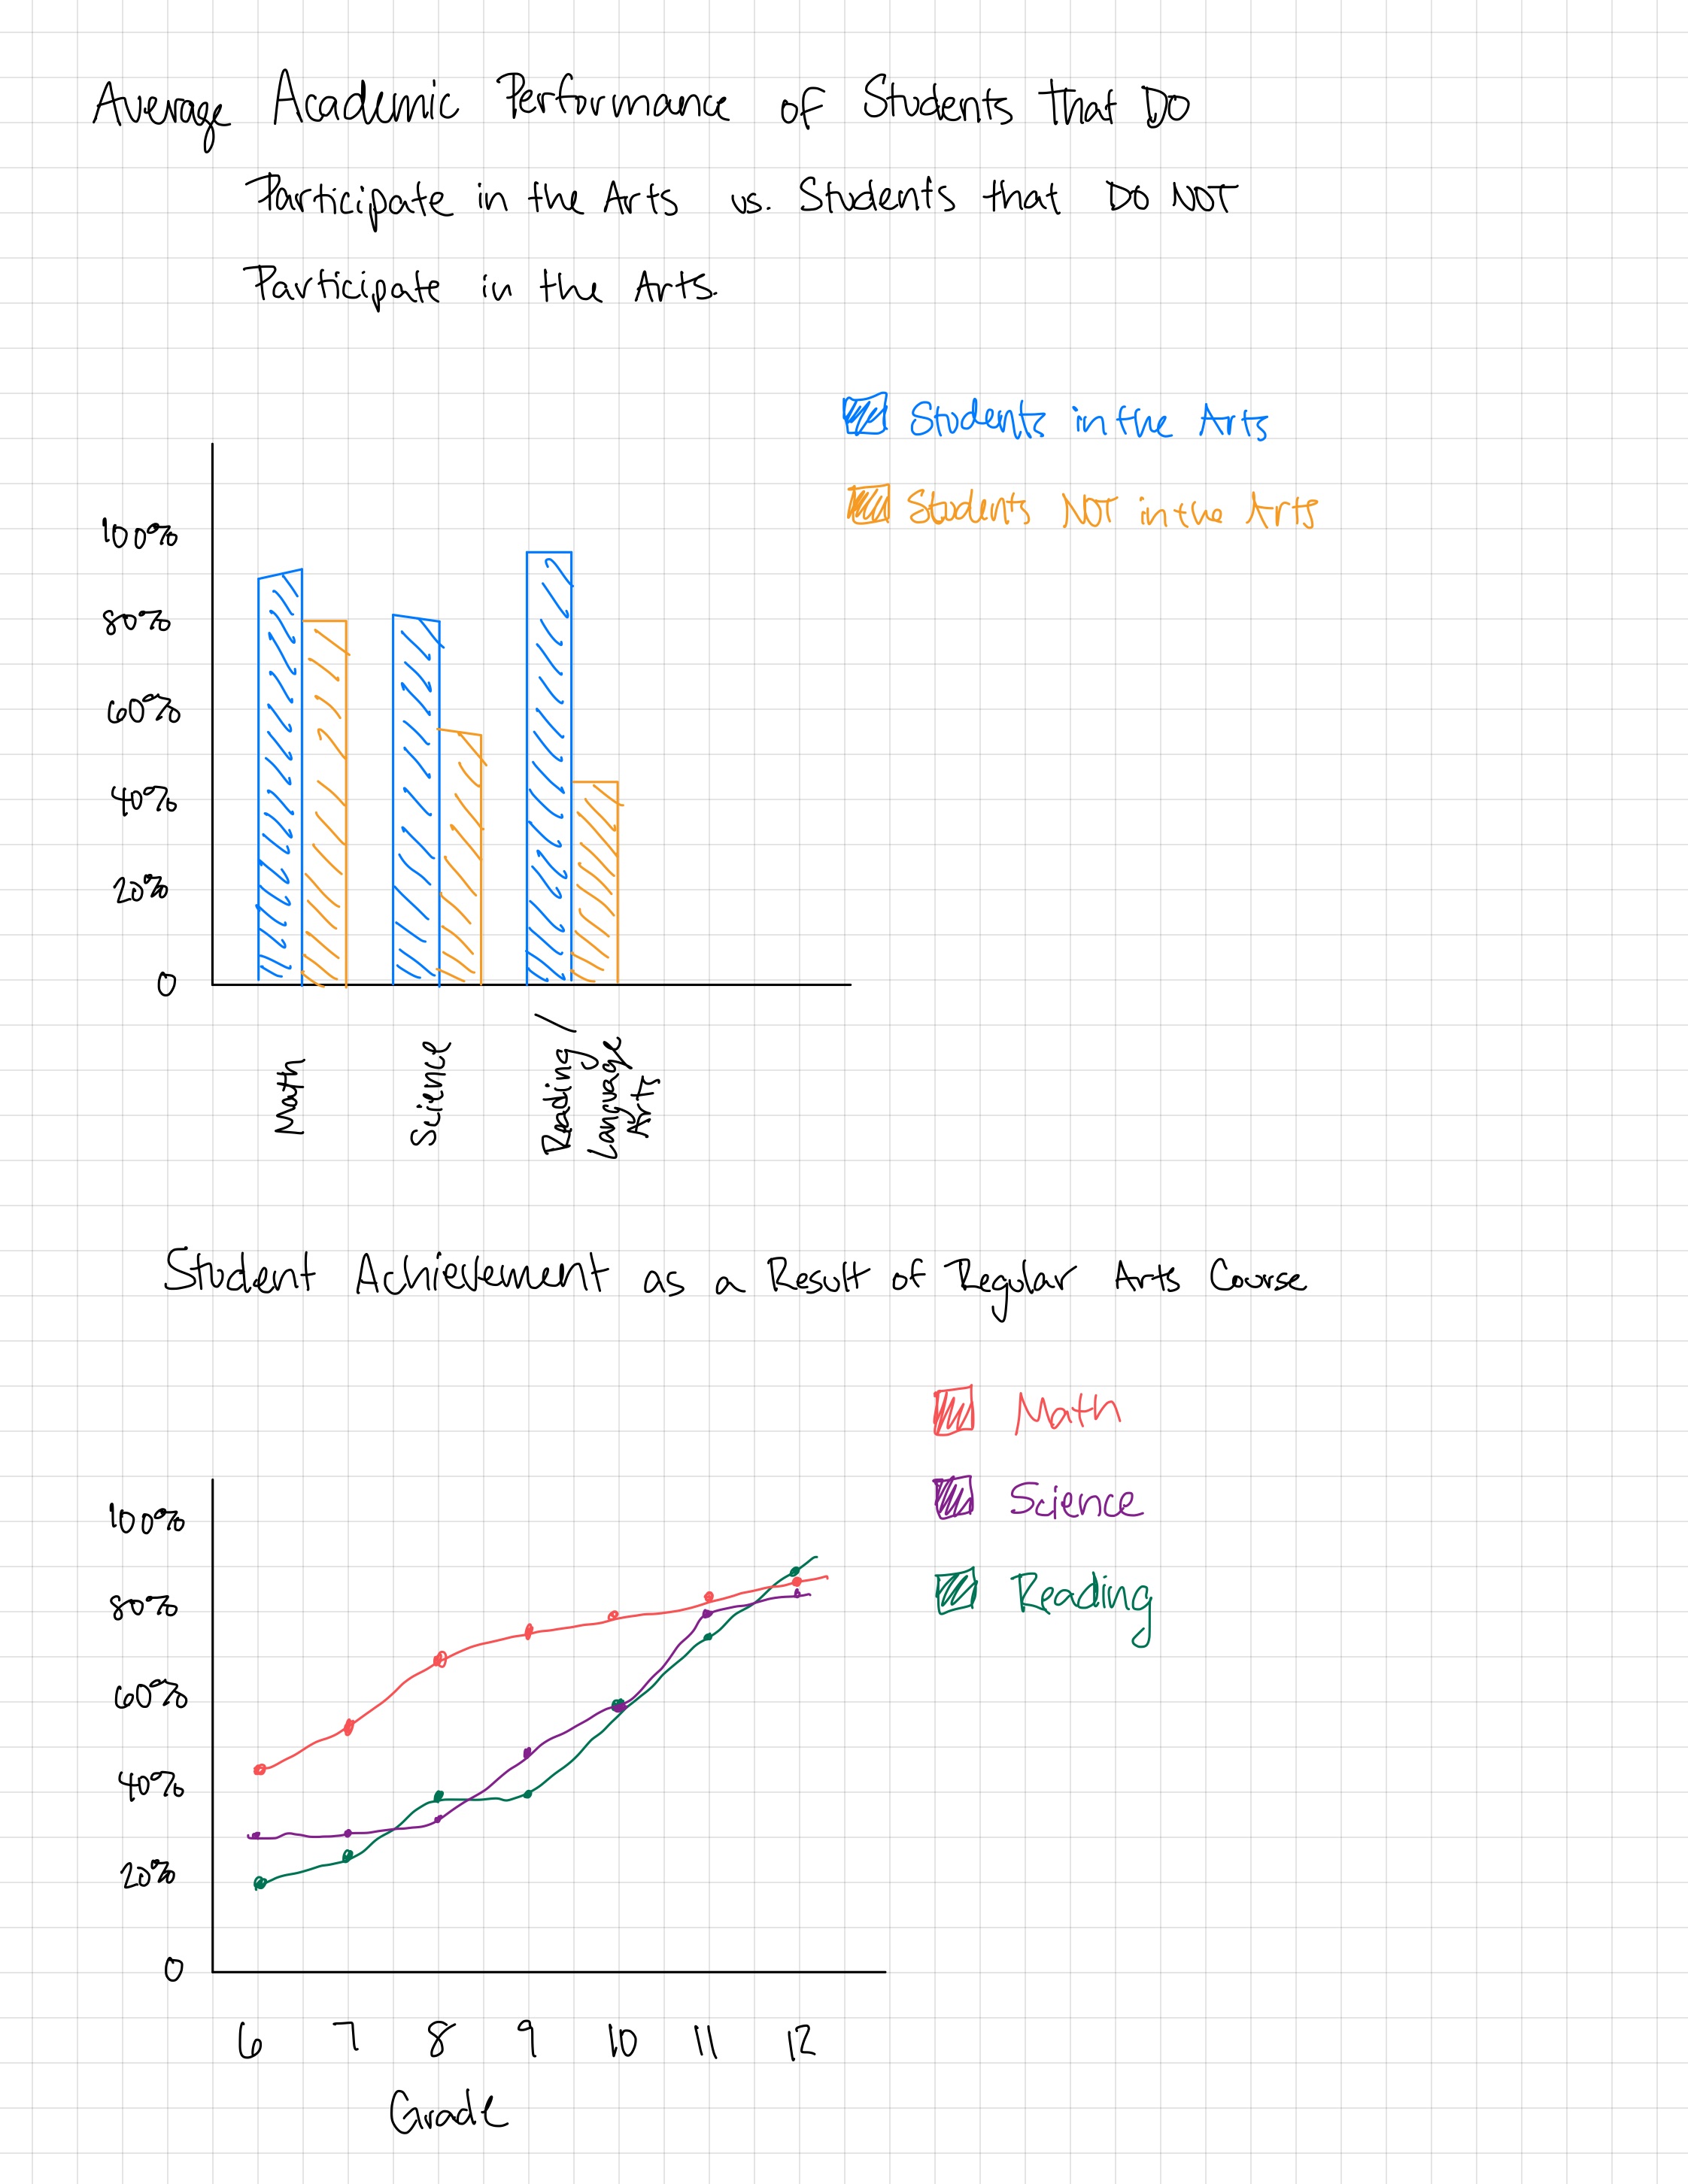 Average Academic Performance of Students that DO
Participate in the Arts vs. Students that DO NOT
Participate in the Arts.
Students in the Arts
Students NOT in the Arts
100%
80%
60%
40%
20%
0
Math
Science
Reading/
Language
Arts
Student Achievement as a Result of Regular Arts Course
Math
Science
Reading
100%
80%
60%
40%
20%
0
6 7 8 9 10 11 12
Grade